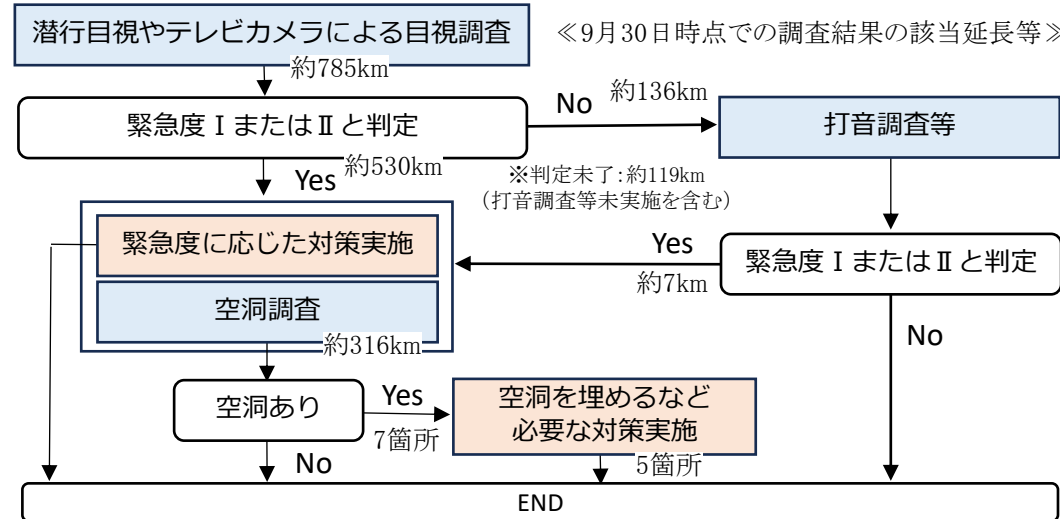 潜行目視やテレビカメラによる目視調査
≪9月30日時点での調査結果の該当延長等≫
約785km
緊急度ⅠまたはⅡと判定
No
約136km
打音調査等
約530km
Yes
※判定未了：約119km
（打音調査等未実施を含む）
緊急度に応じた対策実施
空洞調査
Yes
約7km
緊急度ⅠまたはⅡと判定
約316km
No
空洞あり
Yes
7箇所
空洞を埋めるなど
必要な対策実施
No
5箇所
END